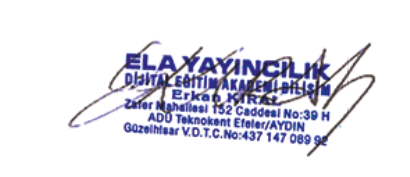 ELA YAYINCILIK
DİJİTAL EĞİTİM AKADEMİ BİLİŞİM
Erkan KIRAL
Zafer Mahallesi 152 Caddesi No:39 H
ADÜ Teknokent Efeler/AYDIN
Güzelhisar V.D.T.C.No:437 147 089 92